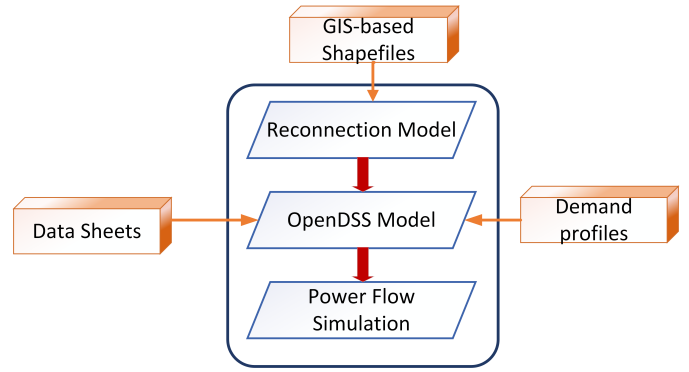 GIS-based
Shapefiles
Reconnection Model
Data Sheets
OpenDSS Model
Demand
profiles
Power Flow
Simulation